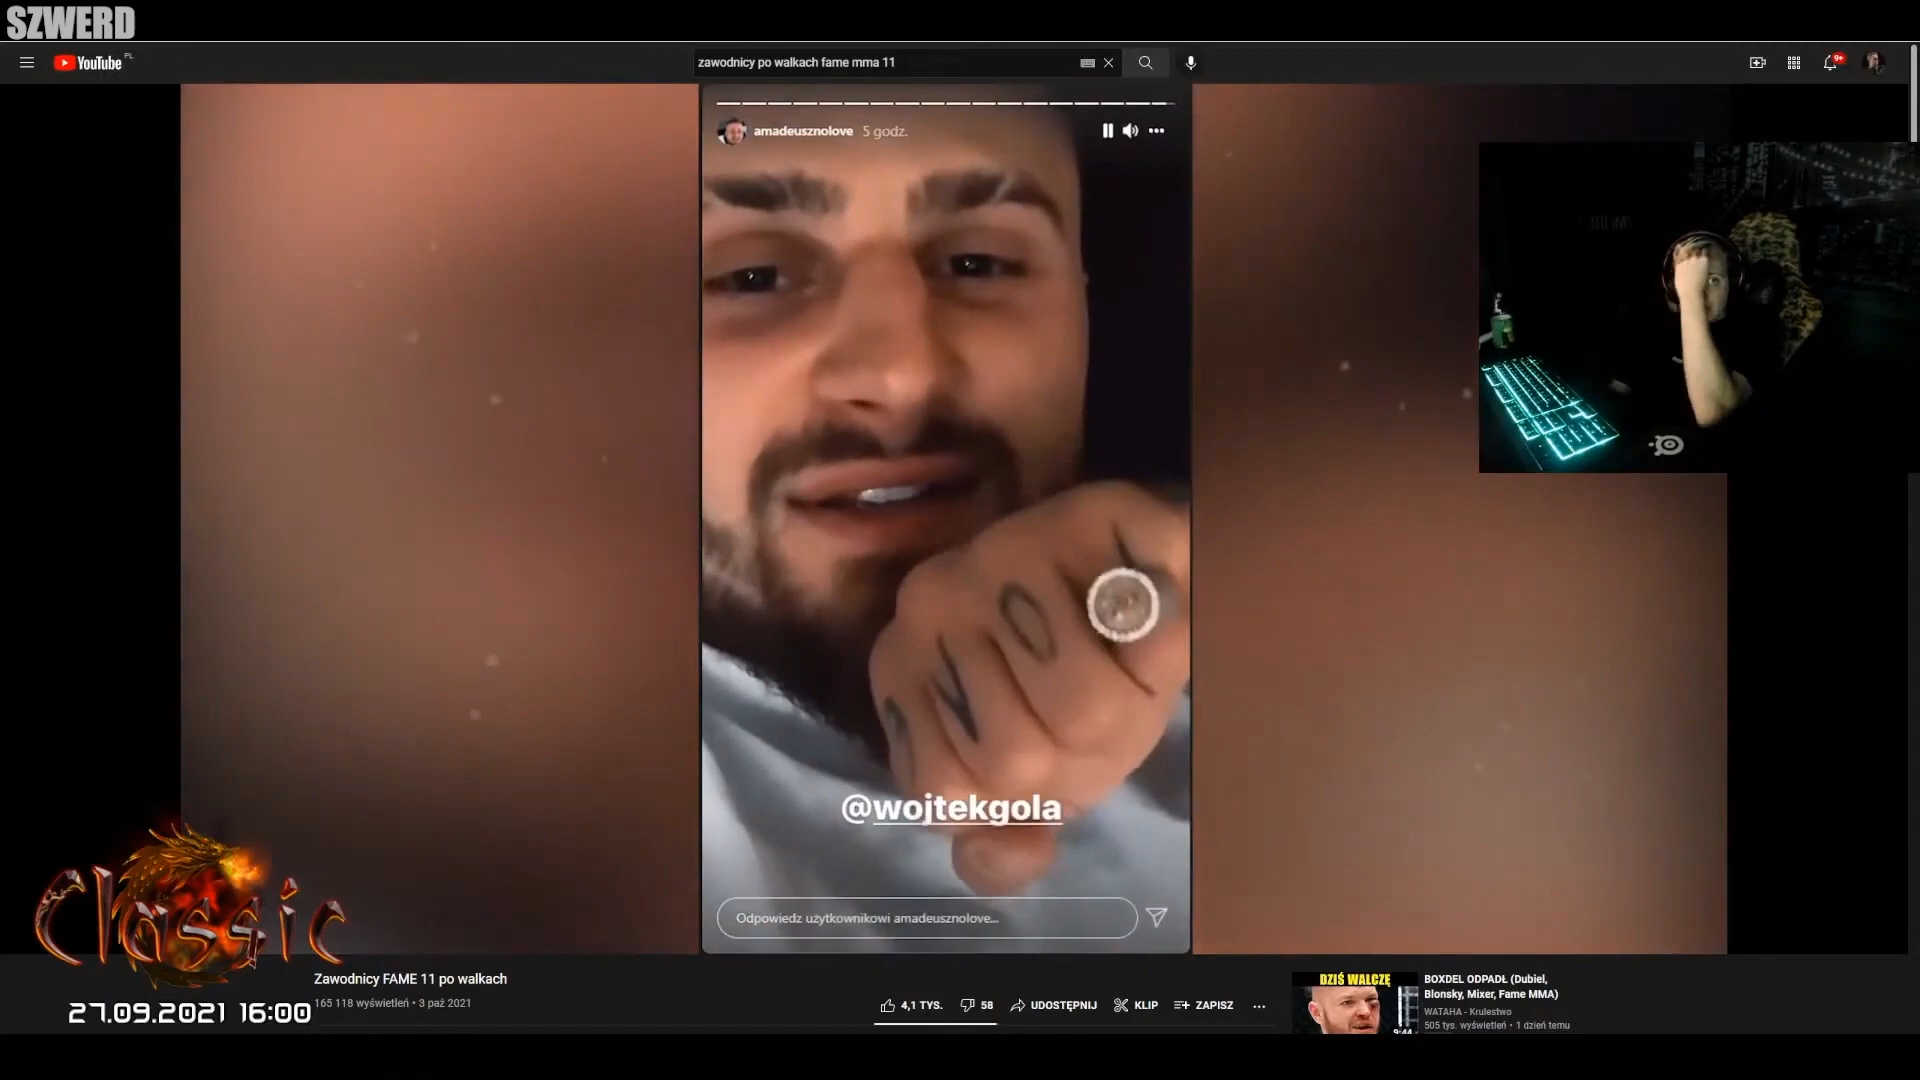 SZWERD
YouTube PL
zawodnicy po walkach fame mma 11
9+
amadeusznolove 5 godz.
@wojtekgola
Odpowiedz użytkownikowi amadeusznolove...
Classic
27.09.2021 16:00
Zawodnicy FAME 11 po walkach
165 118 wyświetleń • 3 paź 2021
4,1 TYS. 58 UDOSTĘPNIJ KLIP ZAPISZ
DZIŚ WALCZĘ
9:44
BOXDEL ODPADŁ (Dubiel,
Blonsky, Mixer, Fame MMA)
WATAHA - Krulestwo
505 tys. wyświetleń • 1 dzień temu